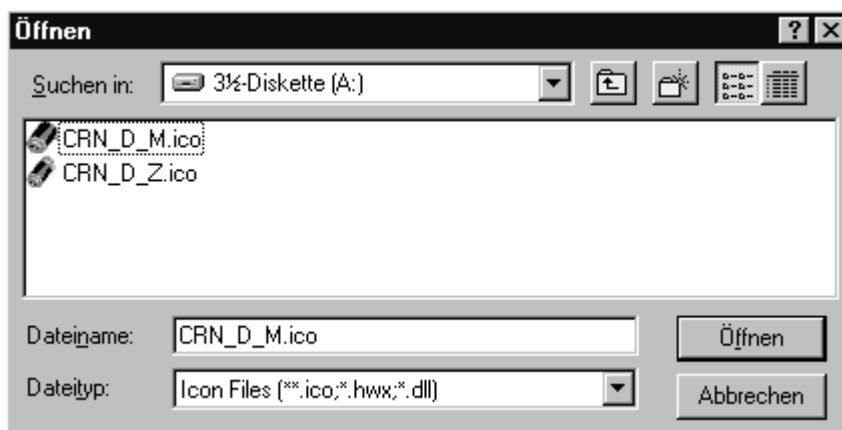 Öffnen
Suchen in: 3½-Diskette (A:)
CRN_D_M.ico
CRN_D_Z.ico
Dateiname: CRN_D_M.ico Öffnen
Dateityp: Icon Files (**.ico;*.hwx;*.dll) Abbrechen